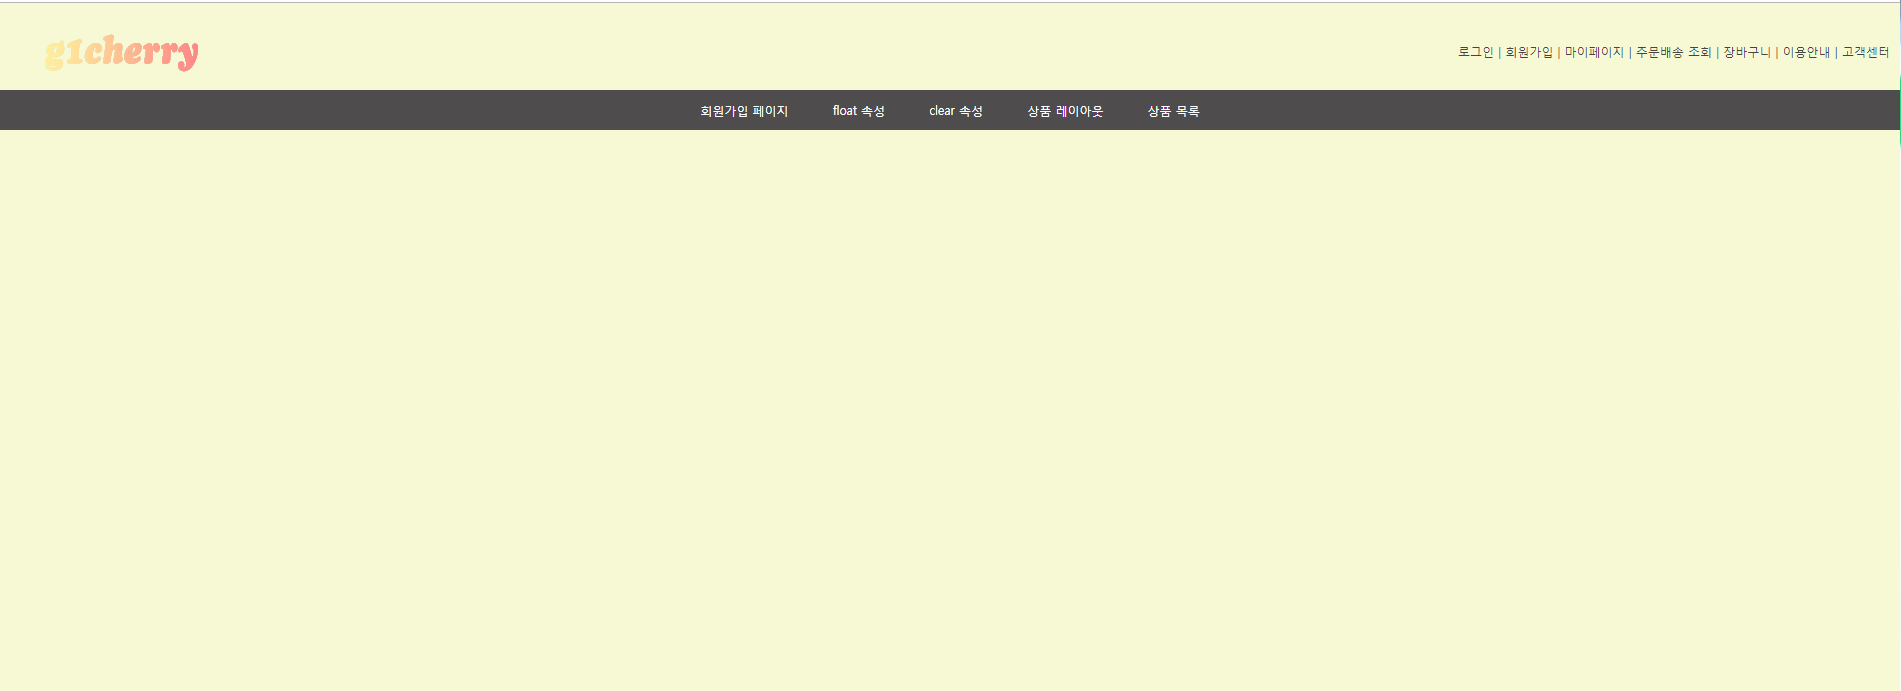 g1cherry
로그인 | 회원가입 | 마이페이지 | 주문배송 조회 | 장바구니 | 이용안내 | 고객센터
회원가입 페이지 float 속성 clear 속성 상품 레이아웃 상품 목록